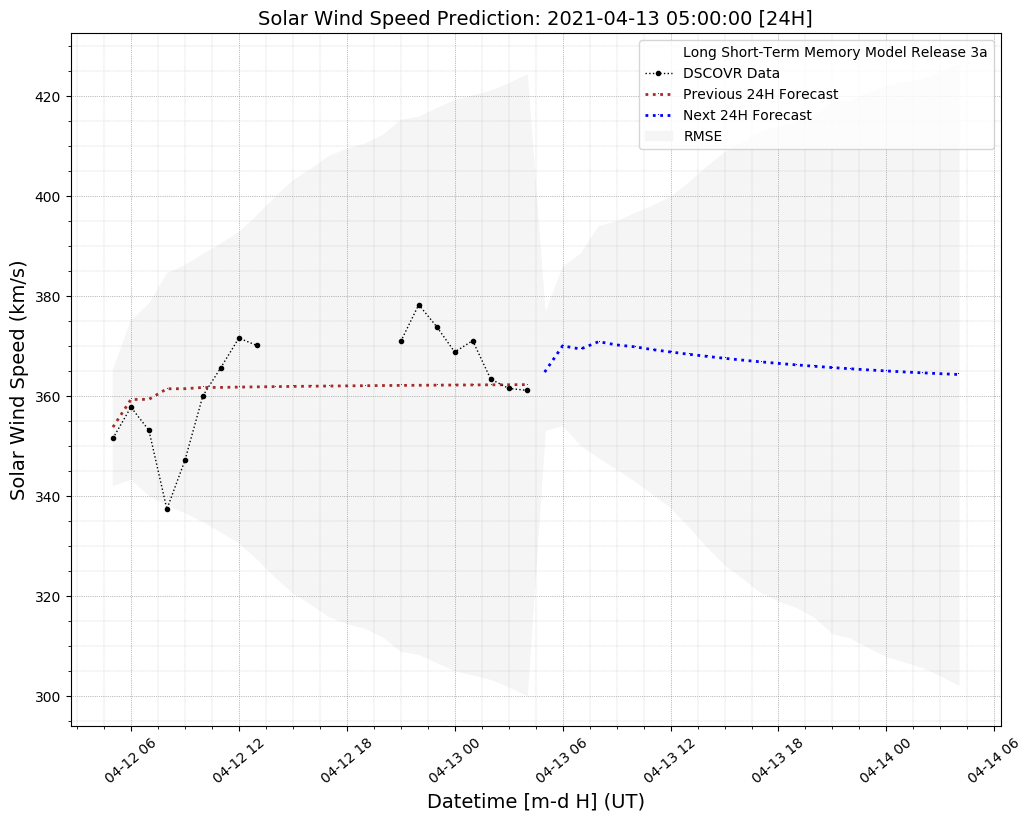 Solar Wind Speed Prediction: 2021-04-13 05:00:00 [24H]
Long Short-Term Memory Model Release 3a
DSCOVR Data
Previous 24H Forecast
Next 24H Forecast
RMSE
Solar Wind Speed (km/s)
420
400
380
360
340
320
300
04-12 06
04-12 12
04-12 18
04-13 00
04-13 06
04-13 12
04-13 18
04-14 00
04-14 06
Datetime [m-d H] (UT)